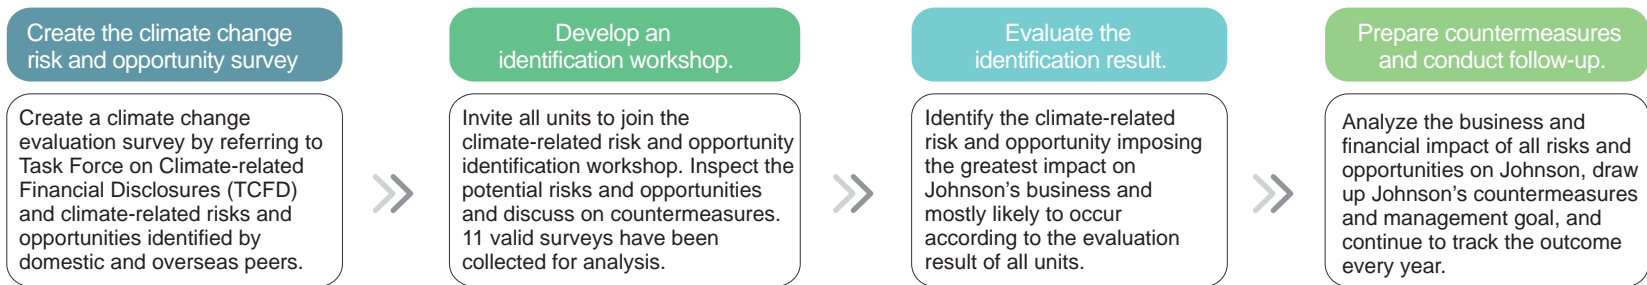 Create the climate change
risk and opportunity survey
Create a climate change
evaluation survey by referring to
Task Force on Climate-related
Financial Disclosures (TCFD)
and climate-related risks and
opportunities identified by
domestic and overseas peers.
Develop an
identification workshop.
Invite all units to join the
climate-related risk and opportunity
identification workshop. Inspect the
potential risks and opportunities
and discuss on countermeasures.
11 valid surveys have been
collected for analysis.
Evaluate the
identification result.
Identify the climate-related
risk and opportunity imposing
the greatest impact on
Johnson's business and
mostly likely to occur
according to the evaluation
result of all units.
Prepare countermeasures
and conduct follow-up.
Analyze the business and
financial impact of all risks and
opportunities on Johnson, draw
up Johnson's countermeasures
and management goal, and
continue to track the outcome
every year.